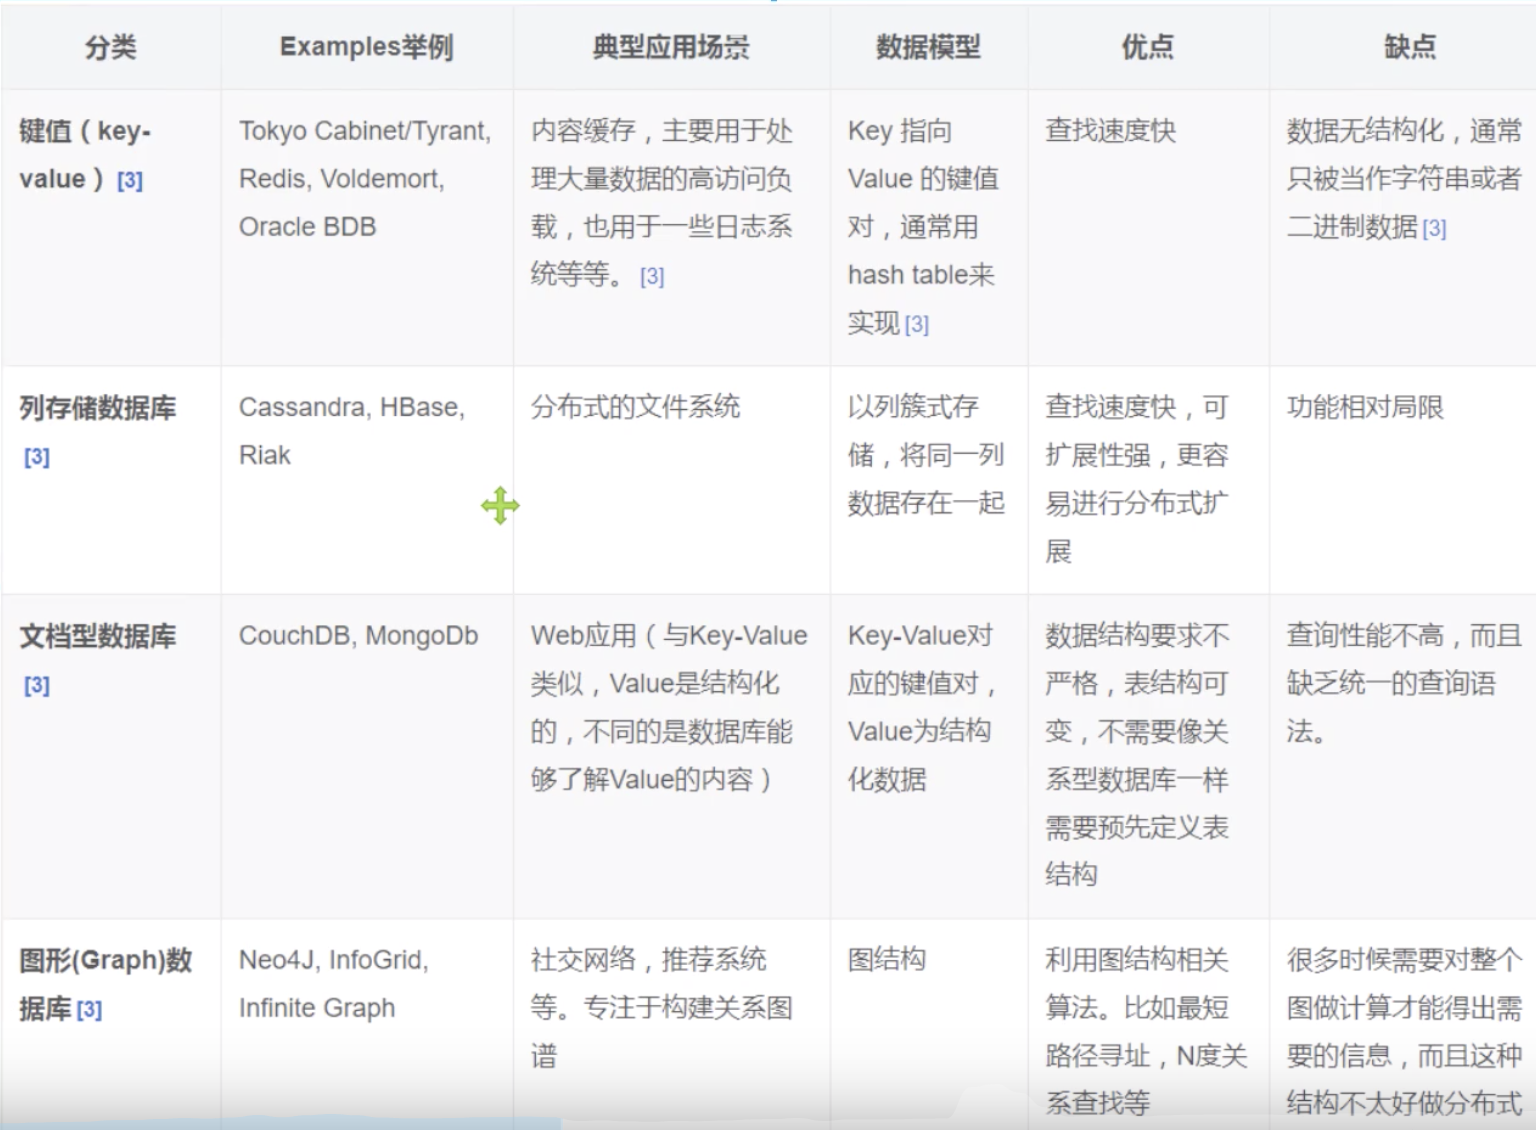 分类
Examples举例
典型应用场景
数据模型
优点
缺点
键值（key-
value）[3]
Tokyo Cabinet/Tyrant,
Redis, Voldemort,
Oracle BDB
内容缓存，主要用于处
理大量数据的高访问负
载，也用于一些日志系
统等等。[3]
Key 指向
Value 的键值
对，通常用
hash table来
实现[3]
查找速度快
数据无结构化，通常
只被当作字符串或者
二进制数据[3]
列存储数据库
[3]
Cassandra, HBase,
Riak
分布式的文件系统
以列簇式存
储，将同一列
数据存在一起
查找速度快，可
扩展性强，更容
易进行分布式扩
展
功能相对局限
文档型数据库
[3]
CouchDB, MongoDb
Web应用（与Key-Value
类似，Value是结构化
的，不同的是数据库能
够了解Value的内容）
Key-Value对
应的键值对，
Value为结构
化数据
数据结构要求不
严格，表结构可
变，不需要像关
系型数据库一样
需要预先定义表
结构
查询性能不高，而且
缺乏统一的查询语
法。
图形(Graph)数
据库[3]
Neo4J, InfoGrid,
Infinite Graph
社交网络，推荐系统
等。专注于构建关系图
谱
图结构
利用图结构相关
算法。比如最短
路径寻址，N度关
系查找等
很多时候需要对整个
图做计算才能得出需
要的信息，而且这种
结构不太好做分布式